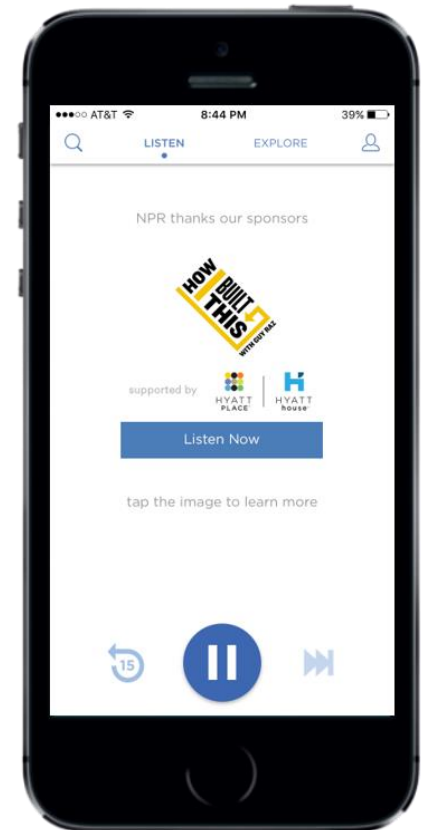 ●●●○○ AT&T 8:44 PM 39%
LISTEN EXPLORE
NPR thanks our sponsors
HOW
I BUILT
THIS
WITH GUY RAZ
supported by
HYATT
PLACE
HYATT
house
Listen Now
tap the image to learn more
15